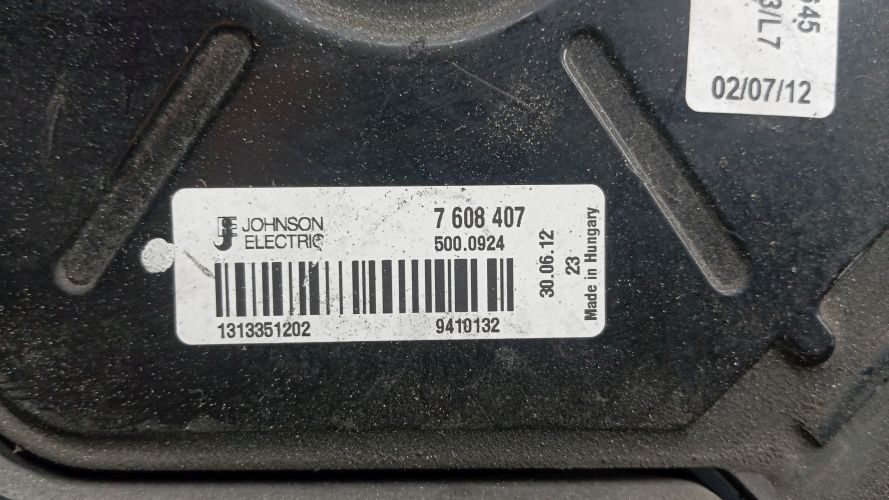 645
3/L7
02/07/12
JOHNSON
ELECTRIC
7 608 407
500.0924
1313351202
9410132
30.06.12
23
Made in Hungary